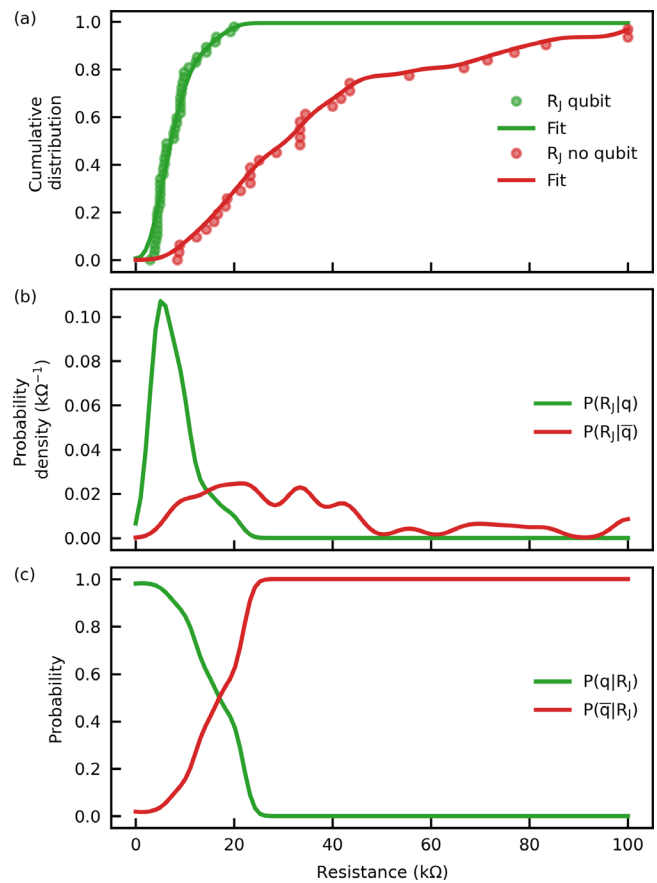 (a)
1.0
0.8
0.6
0.4
0.2
0.0
Cumulative
distribution
R_J qubit
Fit
R_J no qubit
Fit
(b)
0.10
0.08
0.06
0.04
0.02
0.00
Probability
density (kΩ⁻¹)
P(R_J|q)
P(R_J|q̅)
(c)
1.0
0.8
0.6
0.4
0.2
0.0
Probability
P(q|R_J)
P(q̅|R_J)
0 20 40 60 80 100
Resistance (kΩ)